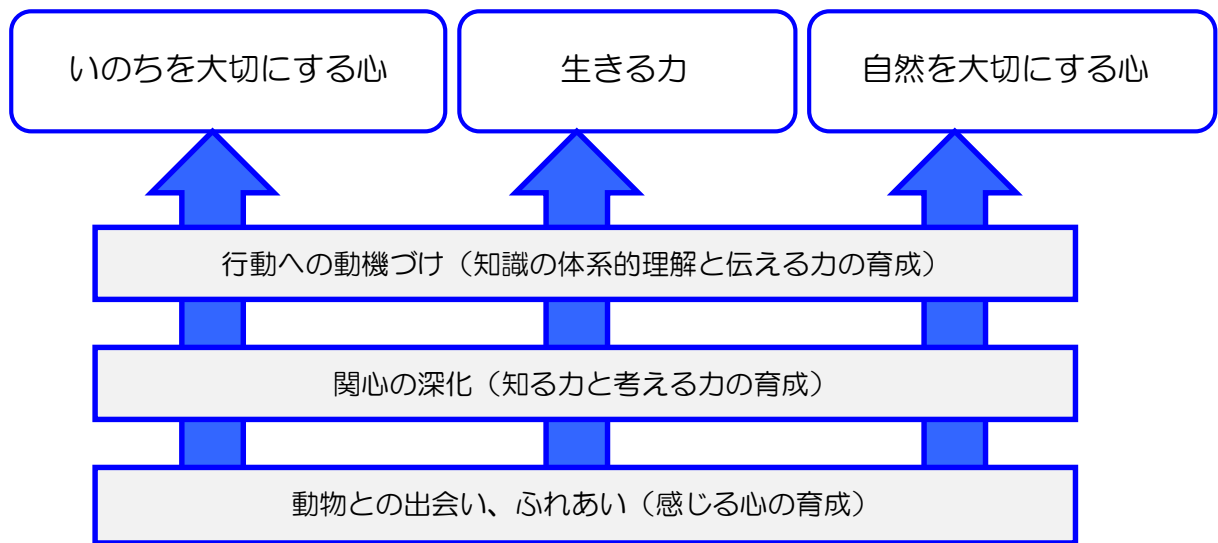 いのちを大切にする心
生きる力
自然を大切にする心
行動への動機づけ（知識の体系的理解と伝える力の育成）
関心の深化（知る力と考える力の育成）
動物との出会い、ふれあい（感じる心の育成）